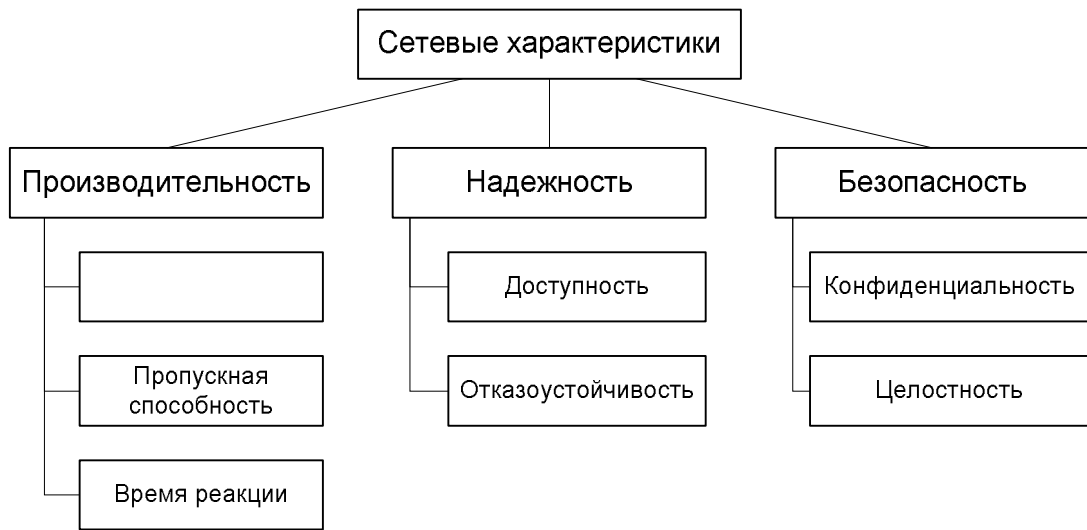 Сетевые характеристики
Производительность
Надежность
Безопасность
Доступность
Конфиденциальность
Пропускная
способность
Отказоустойчивость
Целостность
Время реакции